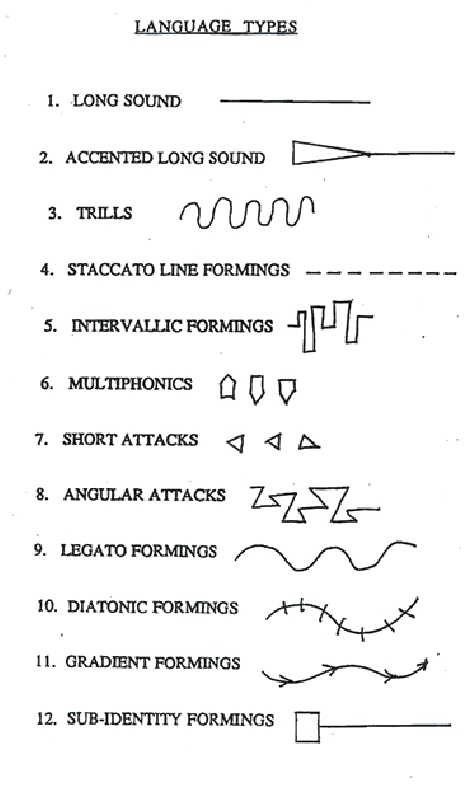 LANGUAGE TYPES
1. LONG SOUND
2. ACCENTED LONG SOUND
3. TRILLS
4. STACCATO LINE FORMINGS
5. INTERVALLIC FORMINGS
6. MULTIPHONICS
7. SHORT ATTACKS
8. ANGULAR ATTACKS
9. LEGATO FORMINGS
10. DIATONIC FORMINGS
11. GRADIENT FORMINGS
12. SUB-IDENTITY FORMINGS